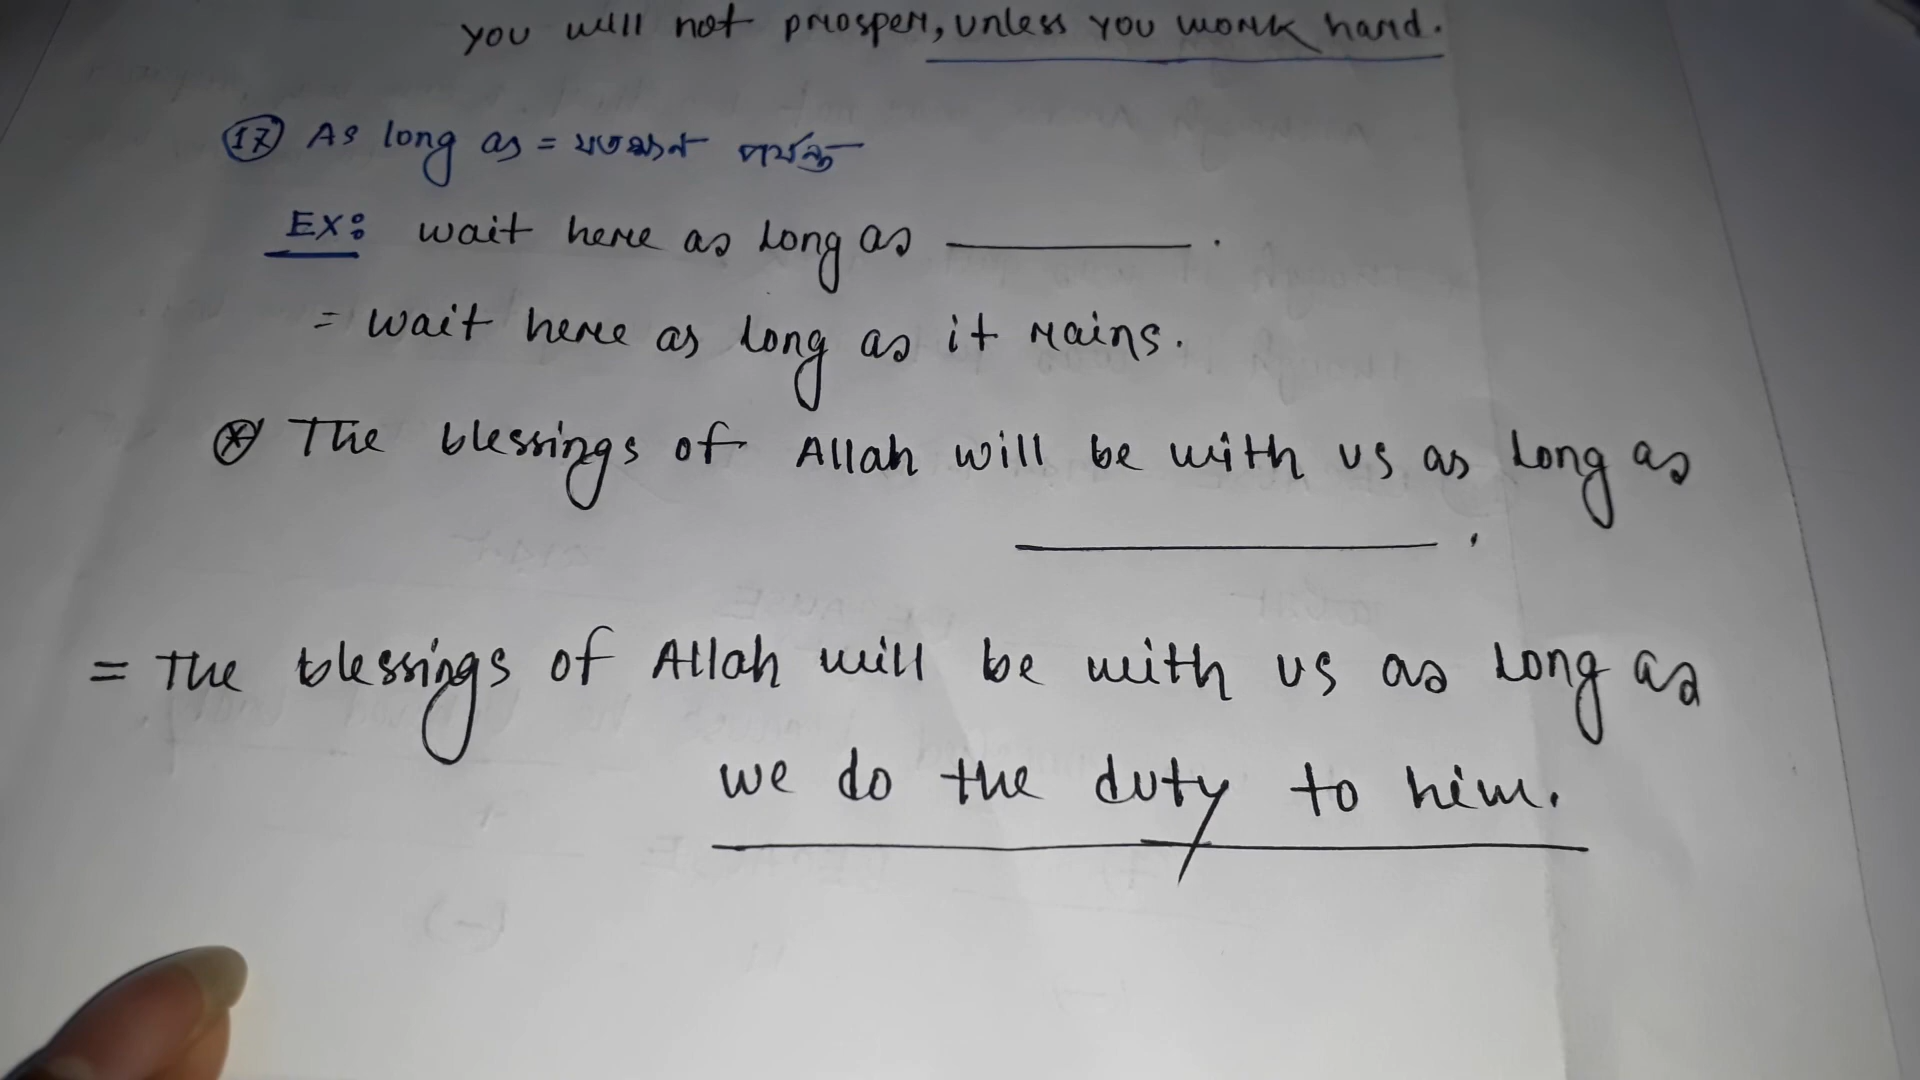 you will not prosper, unless you work hard.
17 As long as = যতক্ষণ পর্যন্ত
Ex: wait here as long as ________ .
= wait here as long as it rains.
* The blessings of Allah will be with us as long as
________ .
= The blessings of Allah will be with us as long as
we do the duty to him.